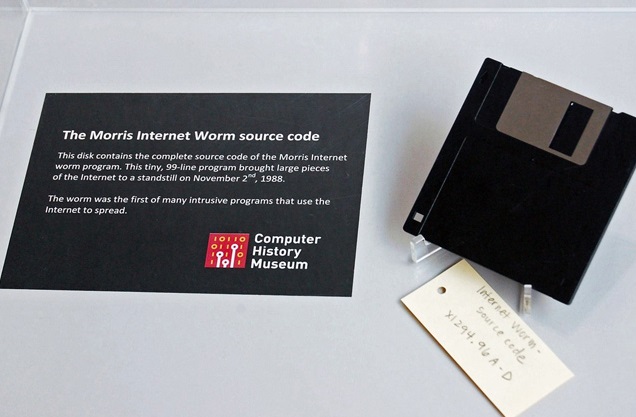 The Morris Internet Worm source code
This disk contains the complete source code of the Morris Internet
worm program. This tiny, 99-line program brought large pieces
of the Internet to a standstill on November 2nd, 1988.
The worm was the first of many intrusive programs that use the
Internet to spread.
Computer
History
Museum
Internet Worm-
source code
X1294.96A-D